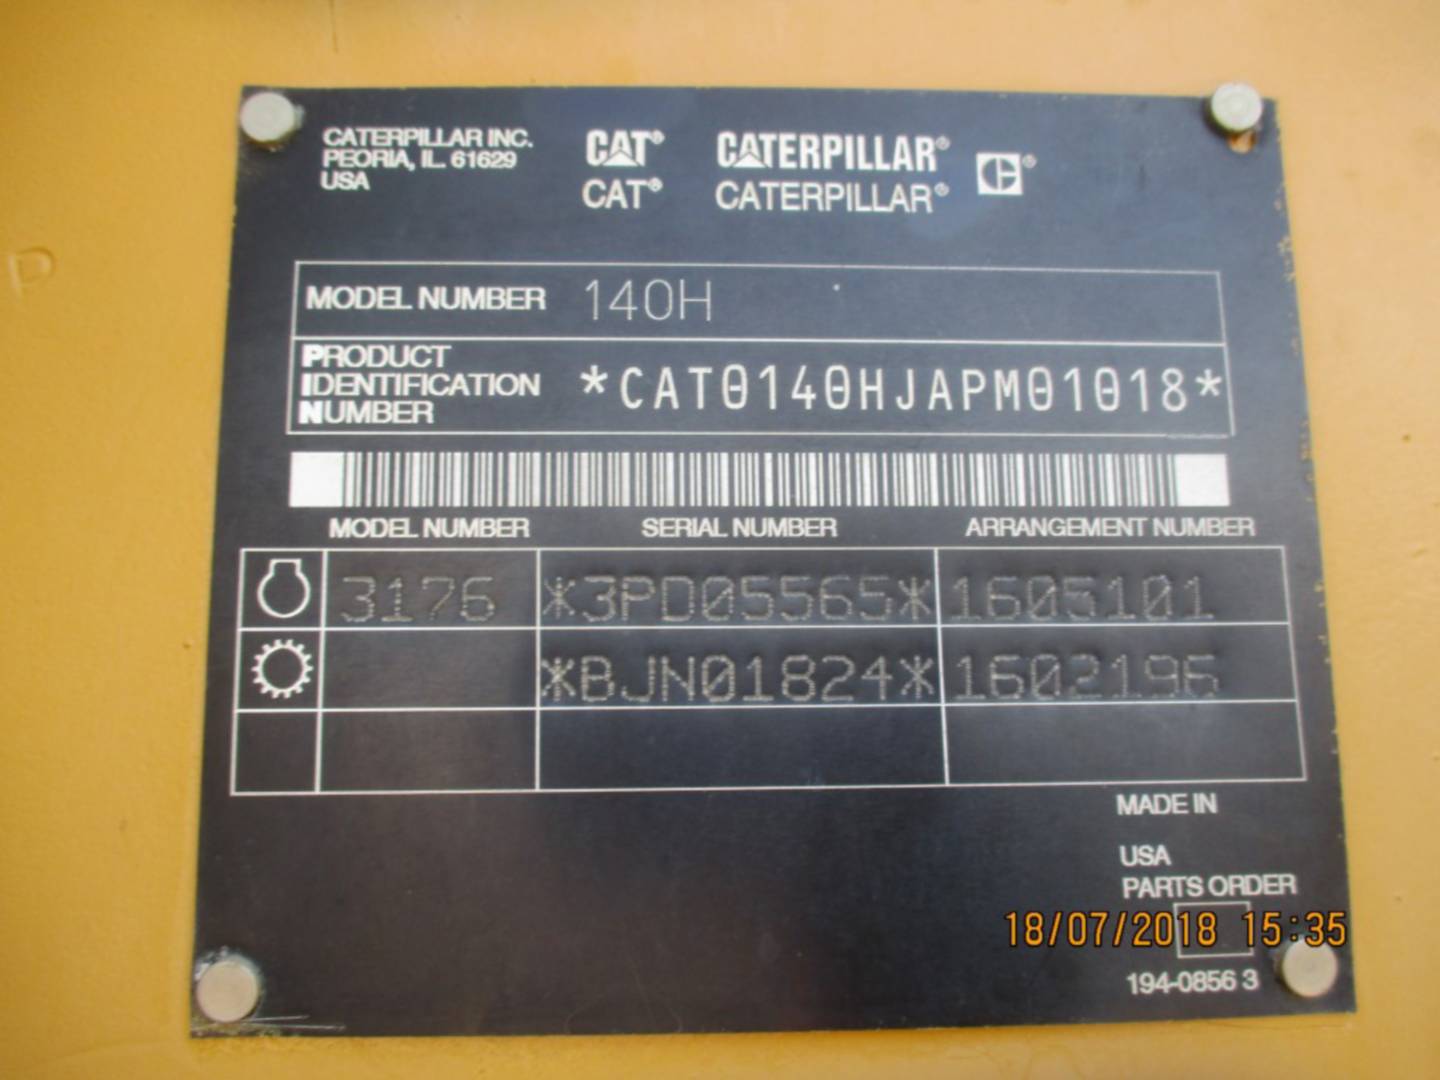 CATERPILLAR INC.
PEORIA, IL. 61629
USA
CAT® CATERPILLAR® CE®
CAT® CATERPILLAR®
MODEL NUMBER 140H
PRODUCT
IDENTIFICATION
NUMBER *CAT0140HJAPM01018*
MODEL NUMBER SERIAL NUMBER ARRANGEMENT NUMBER
3176 *3PD05565* 1605101
*BJN01824* 1602196
MADE IN
USA
PARTS ORDER
18/07/2018 15:35
194-0856 3
P